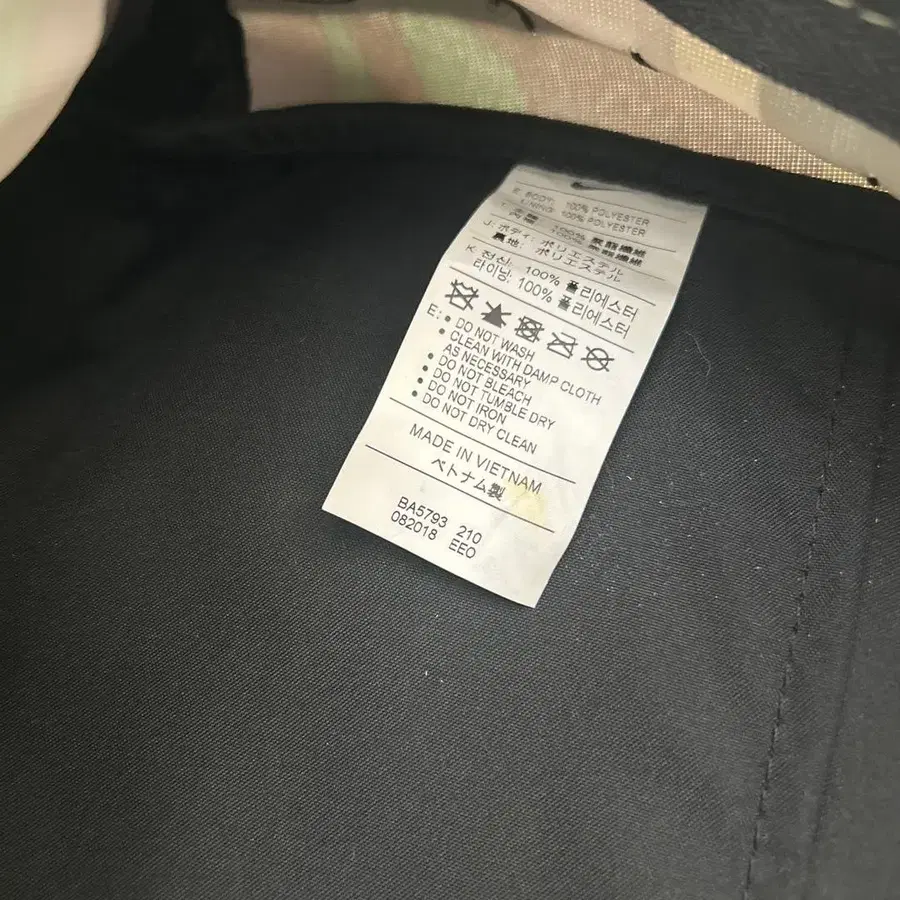 E: BODY: 100% POLYESTER
LINING: 100% POLYESTER
J: ボディ: ポリエステル
裏地: ポリエステル
K: 전신: 100% 폴리에스터
라이닝: 100% 폴리에스터
E: • DO NOT WASH
• CLEAN WITH DAMP CLOTH
AS NECESSARY
• DO NOT BLEACH
• DO NOT TUMBLE DRY
• DO NOT IRON
• DO NOT DRY CLEAN
MADE IN VIETNAM
ベトナム製
BA5793 210
082018 EEO